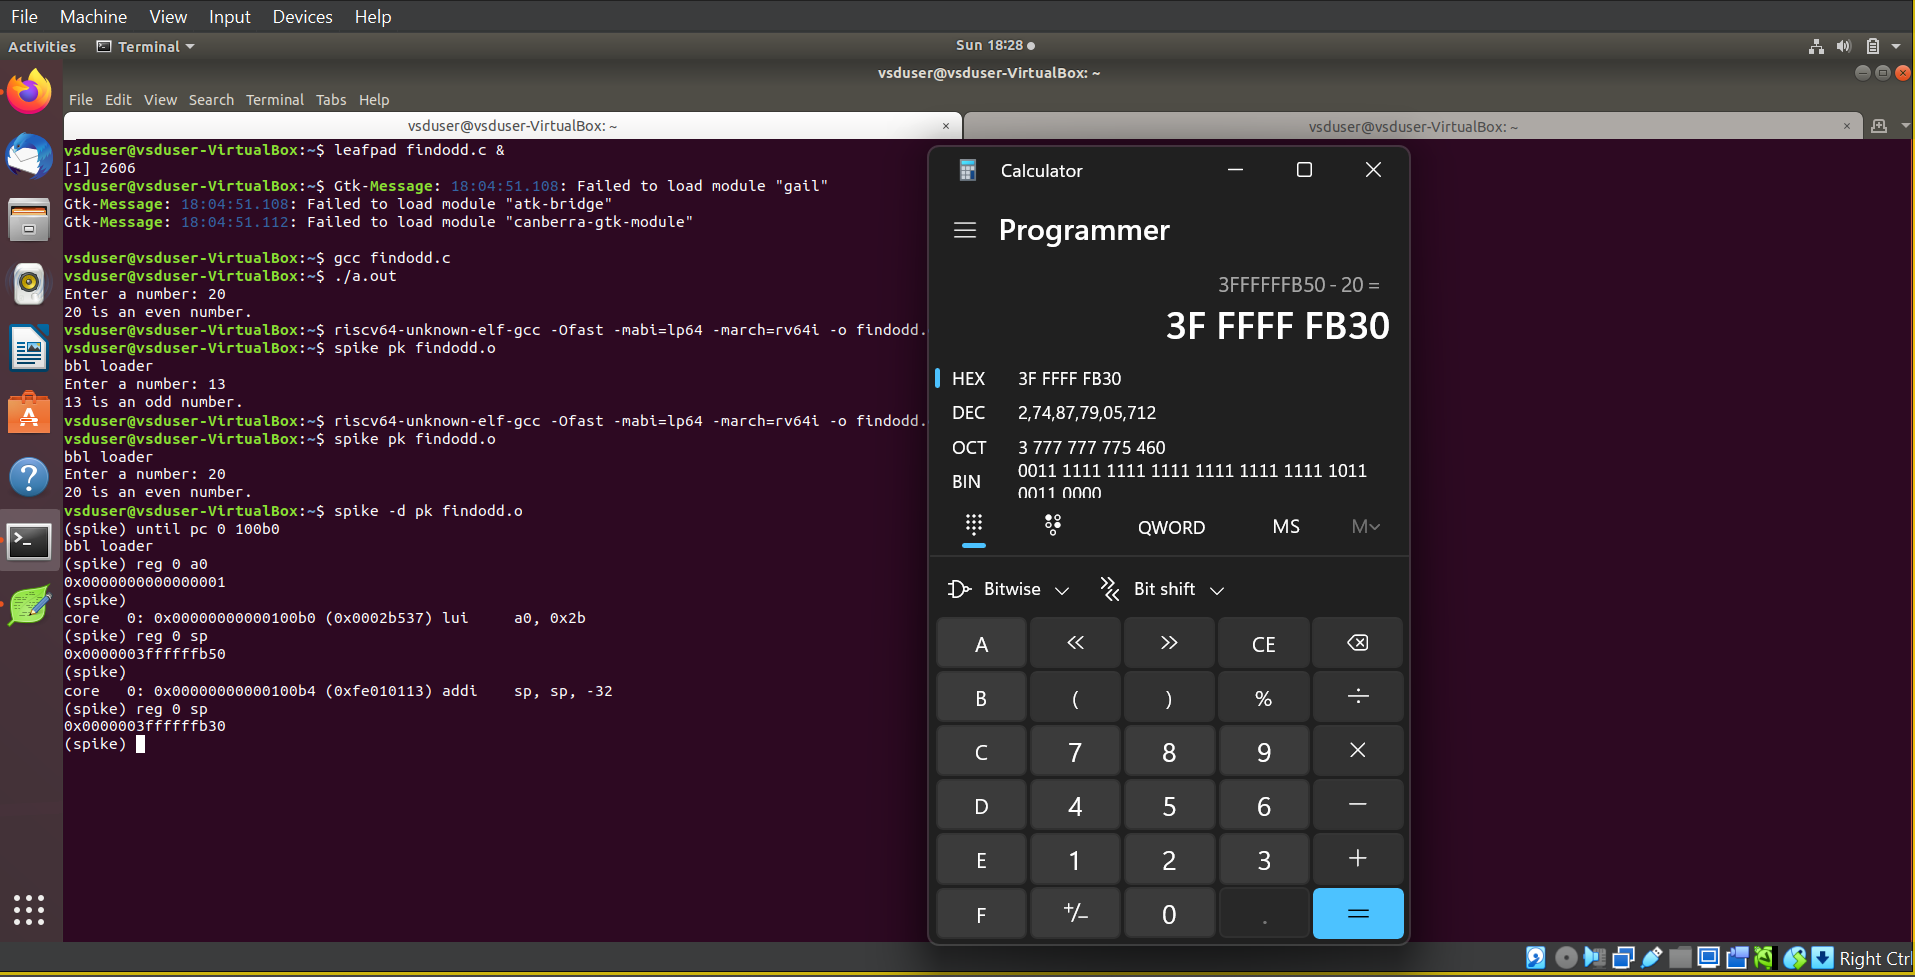 File Machine View Input Devices Help
Activities Terminal Sun 18:28
vsduser@vsduser-VirtualBox: ~
File Edit View Search Terminal Tabs Help
vsduser@vsduser-VirtualBox: ~ × vsduser@vsduser-VirtualBox: ~ ×
vsduser@vsduser-VirtualBox:~$ leafpad findodd.c &
[1] 2606
vsduser@vsduser-VirtualBox:~$ Gtk-Message: 18:04:51.108: Failed to load module "gail"
Gtk-Message: 18:04:51.108: Failed to load module "atk-bridge"
Gtk-Message: 18:04:51.112: Failed to load module "canberra-gtk-module"
vsduser@vsduser-VirtualBox:~$ gcc findodd.c
vsduser@vsduser-VirtualBox:~$ ./a.out
Enter a number: 20
20 is an even number.
vsduser@vsduser-VirtualBox:~$ riscv64-unknown-elf-gcc -Ofast -mabi=lp64 -march=rv64i -o findodd.
vsduser@vsduser-VirtualBox:~$ spike pk findodd.o
bbl loader
Enter a number: 13
13 is an odd number.
vsduser@vsduser-VirtualBox:~$ riscv64-unknown-elf-gcc -Ofast -mabi=lp64 -march=rv64i -o findodd.
vsduser@vsduser-VirtualBox:~$ spike pk findodd.o
bbl loader
Enter a number: 20
20 is an even number.
vsduser@vsduser-VirtualBox:~$ spike -d pk findodd.o
(spike) until pc 0 100b0
bbl loader
(spike) reg 0 a0
0x0000000000000001
(spike)
core   0: 0x00000000000100b0 (0x0002b537) lui     a0, 0x2b
(spike) reg 0 sp
0x0000003ffffffb50
(spike)
core   0: 0x00000000000100b4 (0xfe010113) addi    sp, sp, -32
(spike) reg 0 sp
0x0000003ffffffb30
(spike)
Calculator
Programmer
3FFFFFFB50 - 20 =
3F FFFF FB30
HEX 3F FFFF FB30
DEC 2,74,87,79,05,712
OCT 3 777 777 775 460
BIN 0011 1111 1111 1111 1111 1111 1111 1011
0011 0000
QWORD MS M
Bitwise Bit shift
A « » CE
B ( ) % ÷
C 7 8 9 ×
D 4 5 6 −
E 1 2 3 +
F +/− 0 . =
Right Ctrl